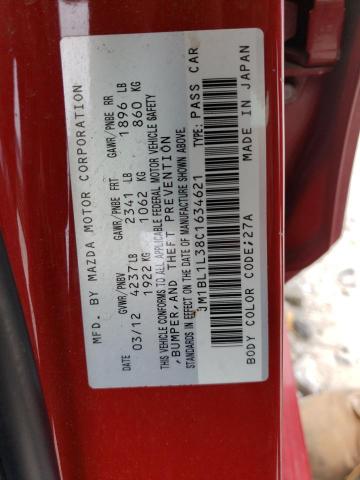 MFD. BY MAZDA MOTOR CORPORATION
GVWR/PNBV GAWR/PNBE FRT GAWR/PNBE RR
DATE 4237LB 2341 LB 1896 LB
03/12 1922 KG 1062 KG 860 KG
THIS VEHICLE CONFORMS TO ALL APPLICABLE FEDERAL MOTOR VEHICLE SAFETY
,BUMPER,AND THEFT PREVENTION
STANDARDS IN EFFECT ON THE DATE OF MANUFACTURE SHOWN ABOVE.
JM1BL1L38C1634621 TYPE: PASS CAR
BODY COLOR CODE:27A MADE IN JAPAN